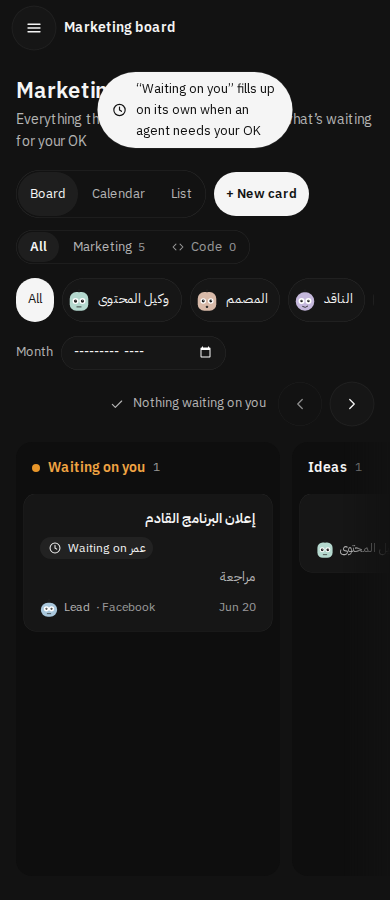 Marketing board
Marketin
"Waiting on you" fills up
on its own when an
agent needs your OK
Everything th
hat's waiting
for your OK
Board
Calendar
List
+ New card
All
Marketing 5
Code 0
All
وكيل المحتوى
المصمم
الناقد
Month
--------- ----
Nothing waiting on you
Waiting on you 1
Ideas 1
إعلان البرنامج القادم
Waiting on عمر
مراجعة
Lead · Facebook
Jun 20
المحتوى